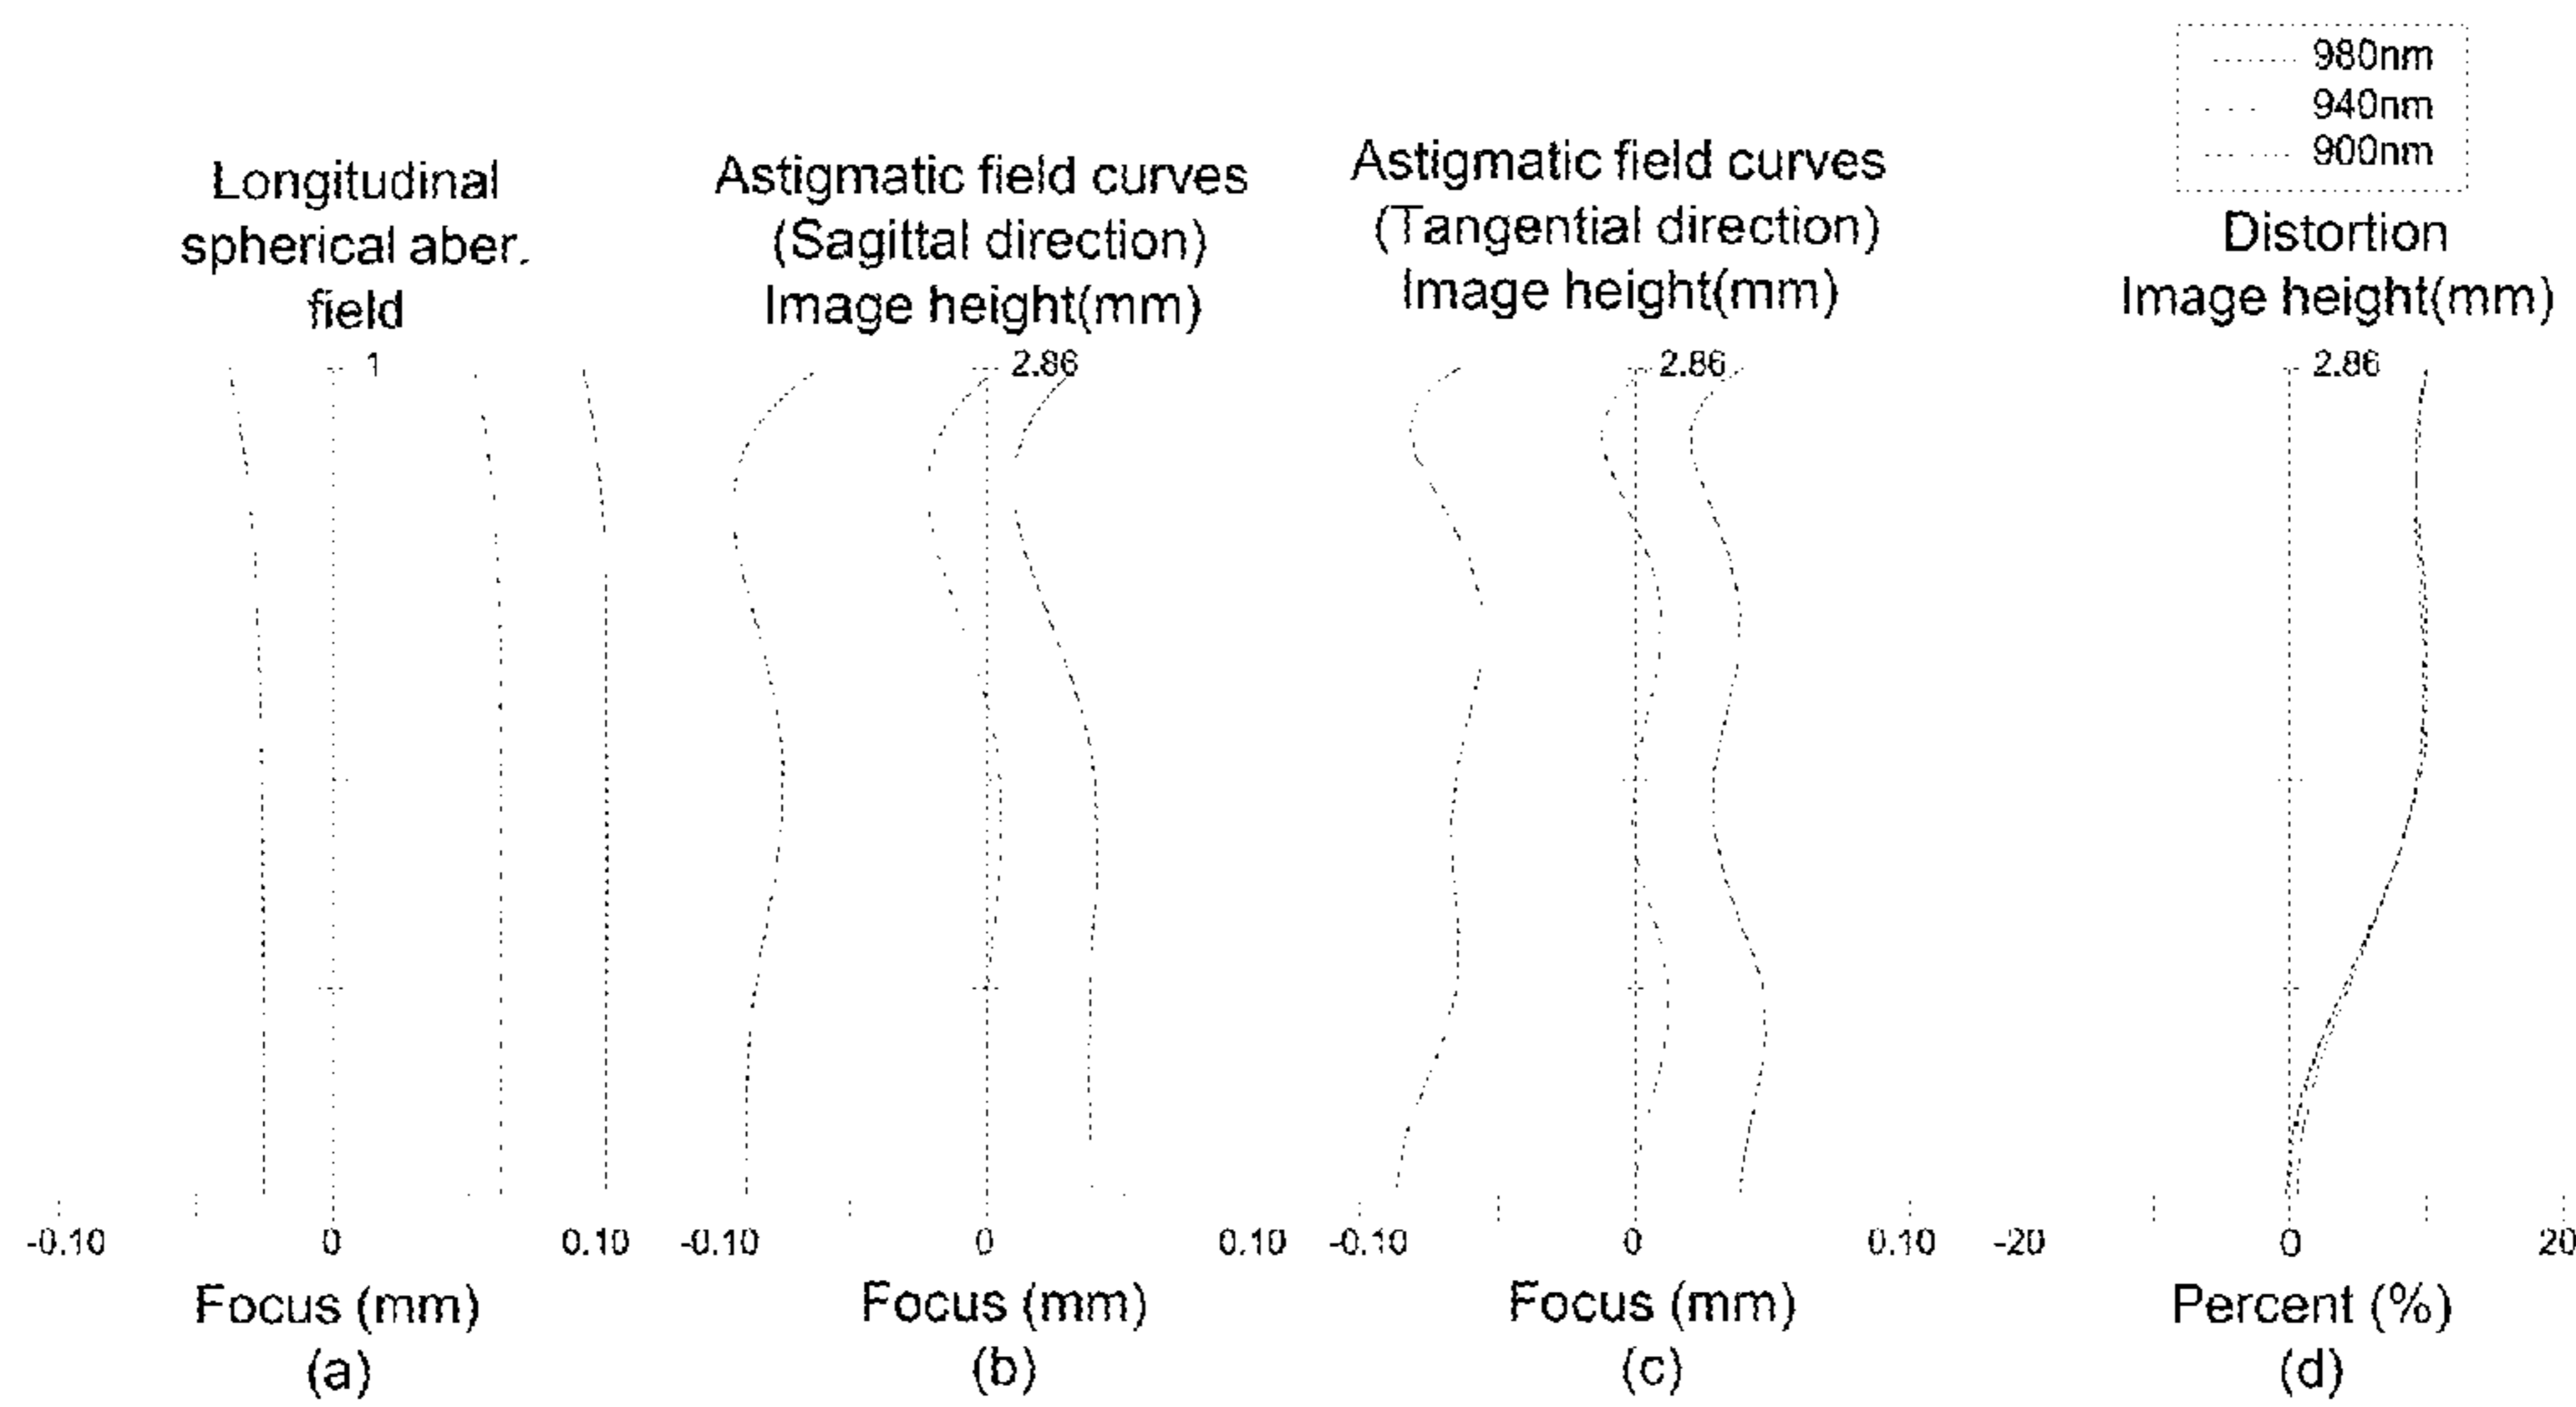 980nm
940nm
900nm
Longitudinal
spherical aber.
field
Astigmatic field curves
(Sagittal direction)
Image height(mm)
Astigmatic field curves
(Tangential direction)
Image height(mm)
Distortion
Image height(mm)
1
2.86
2.86
2.86
-0.10 0 0.10
-0.10 0 0.10
-0.10 0 0.10
-20 0 20
Focus (mm)
Focus (mm)
Focus (mm)
Percent (%)
(a)
(b)
(c)
(d)